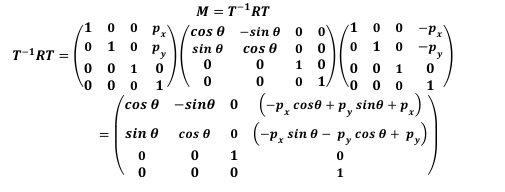 M = T⁻¹RT
T⁻¹RT = (1 0 0 pₓ (cos θ −sin θ 0 0 (1 0 0 −pₓ
0 1 0 p_y sin θ cos θ 0 0 0 1 0 −p_y
0 0 1 0 0 0 1 0 0 0 1 0
0 0 0 1) 0 0 0 1) 0 0 0 1)
= (cos θ −sinθ 0 (−pₓ cosθ + p_y sinθ + pₓ)
sin θ cos θ 0 (−pₓ sin θ − p_y cos θ + p_y)
0 0 1 0
0 0 0 1)